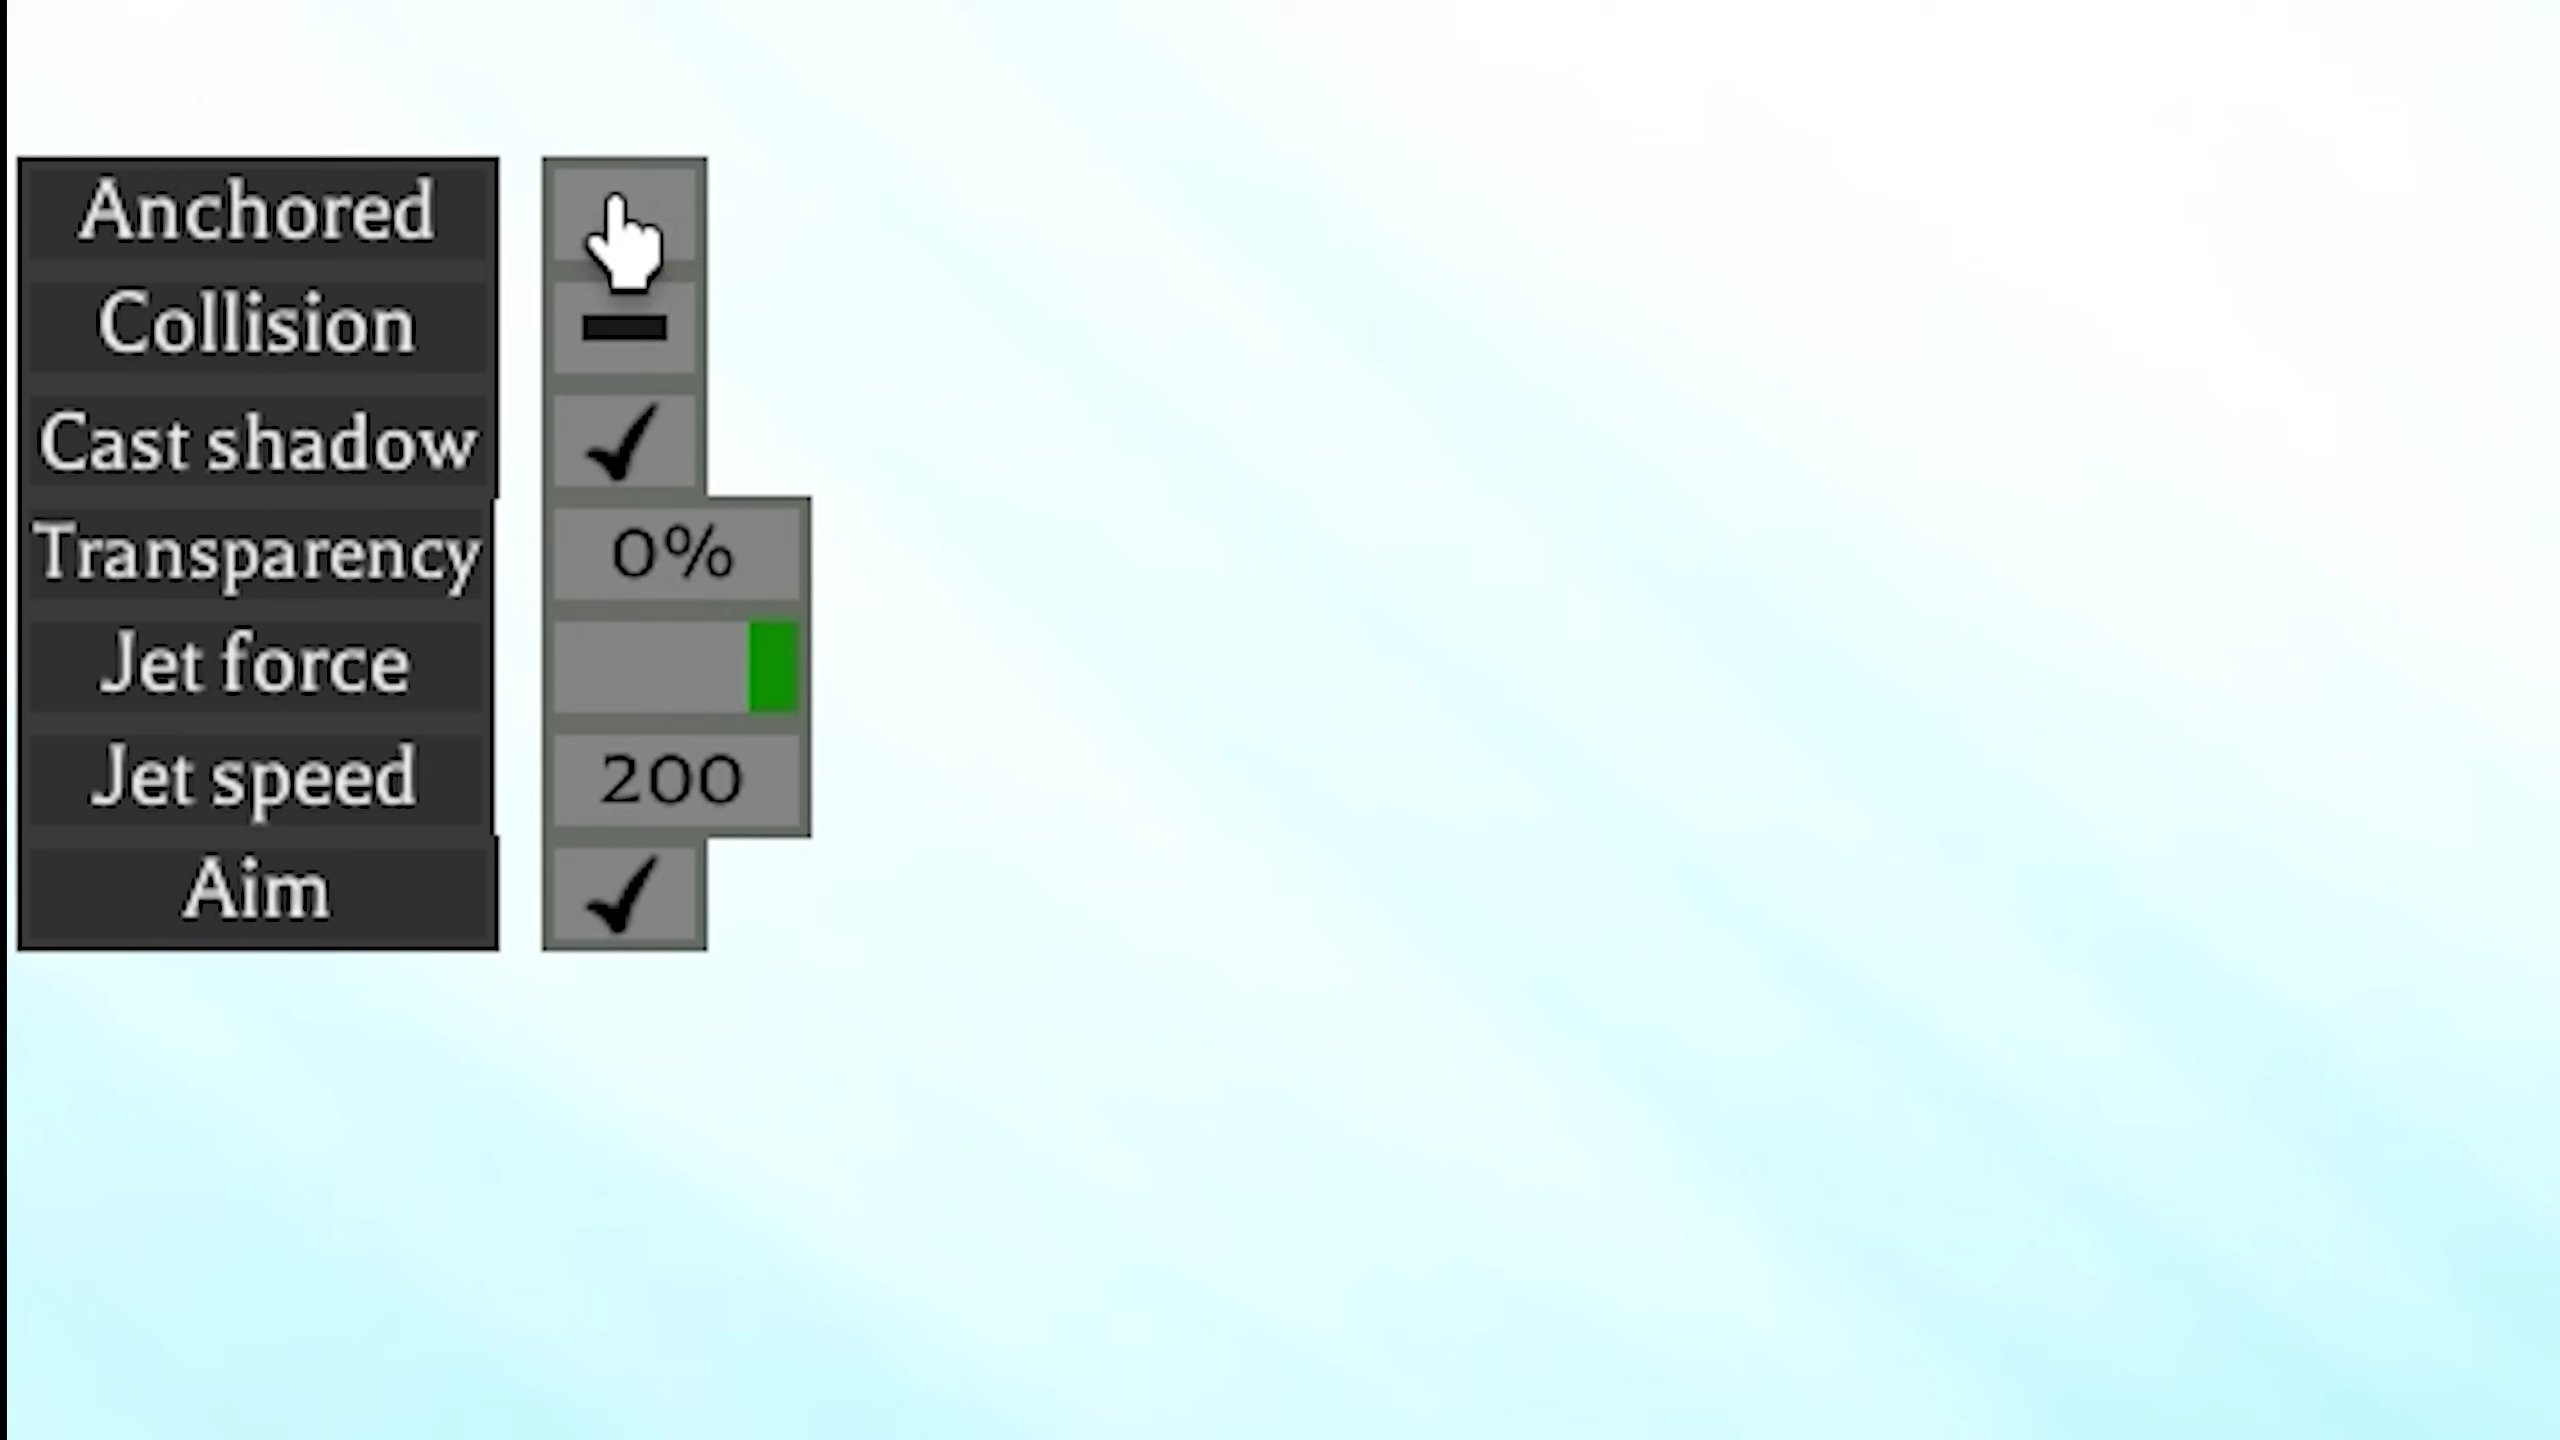 Anchored
Collision
Cast shadow
Transparency 0%
Jet force
Jet speed 200
Aim